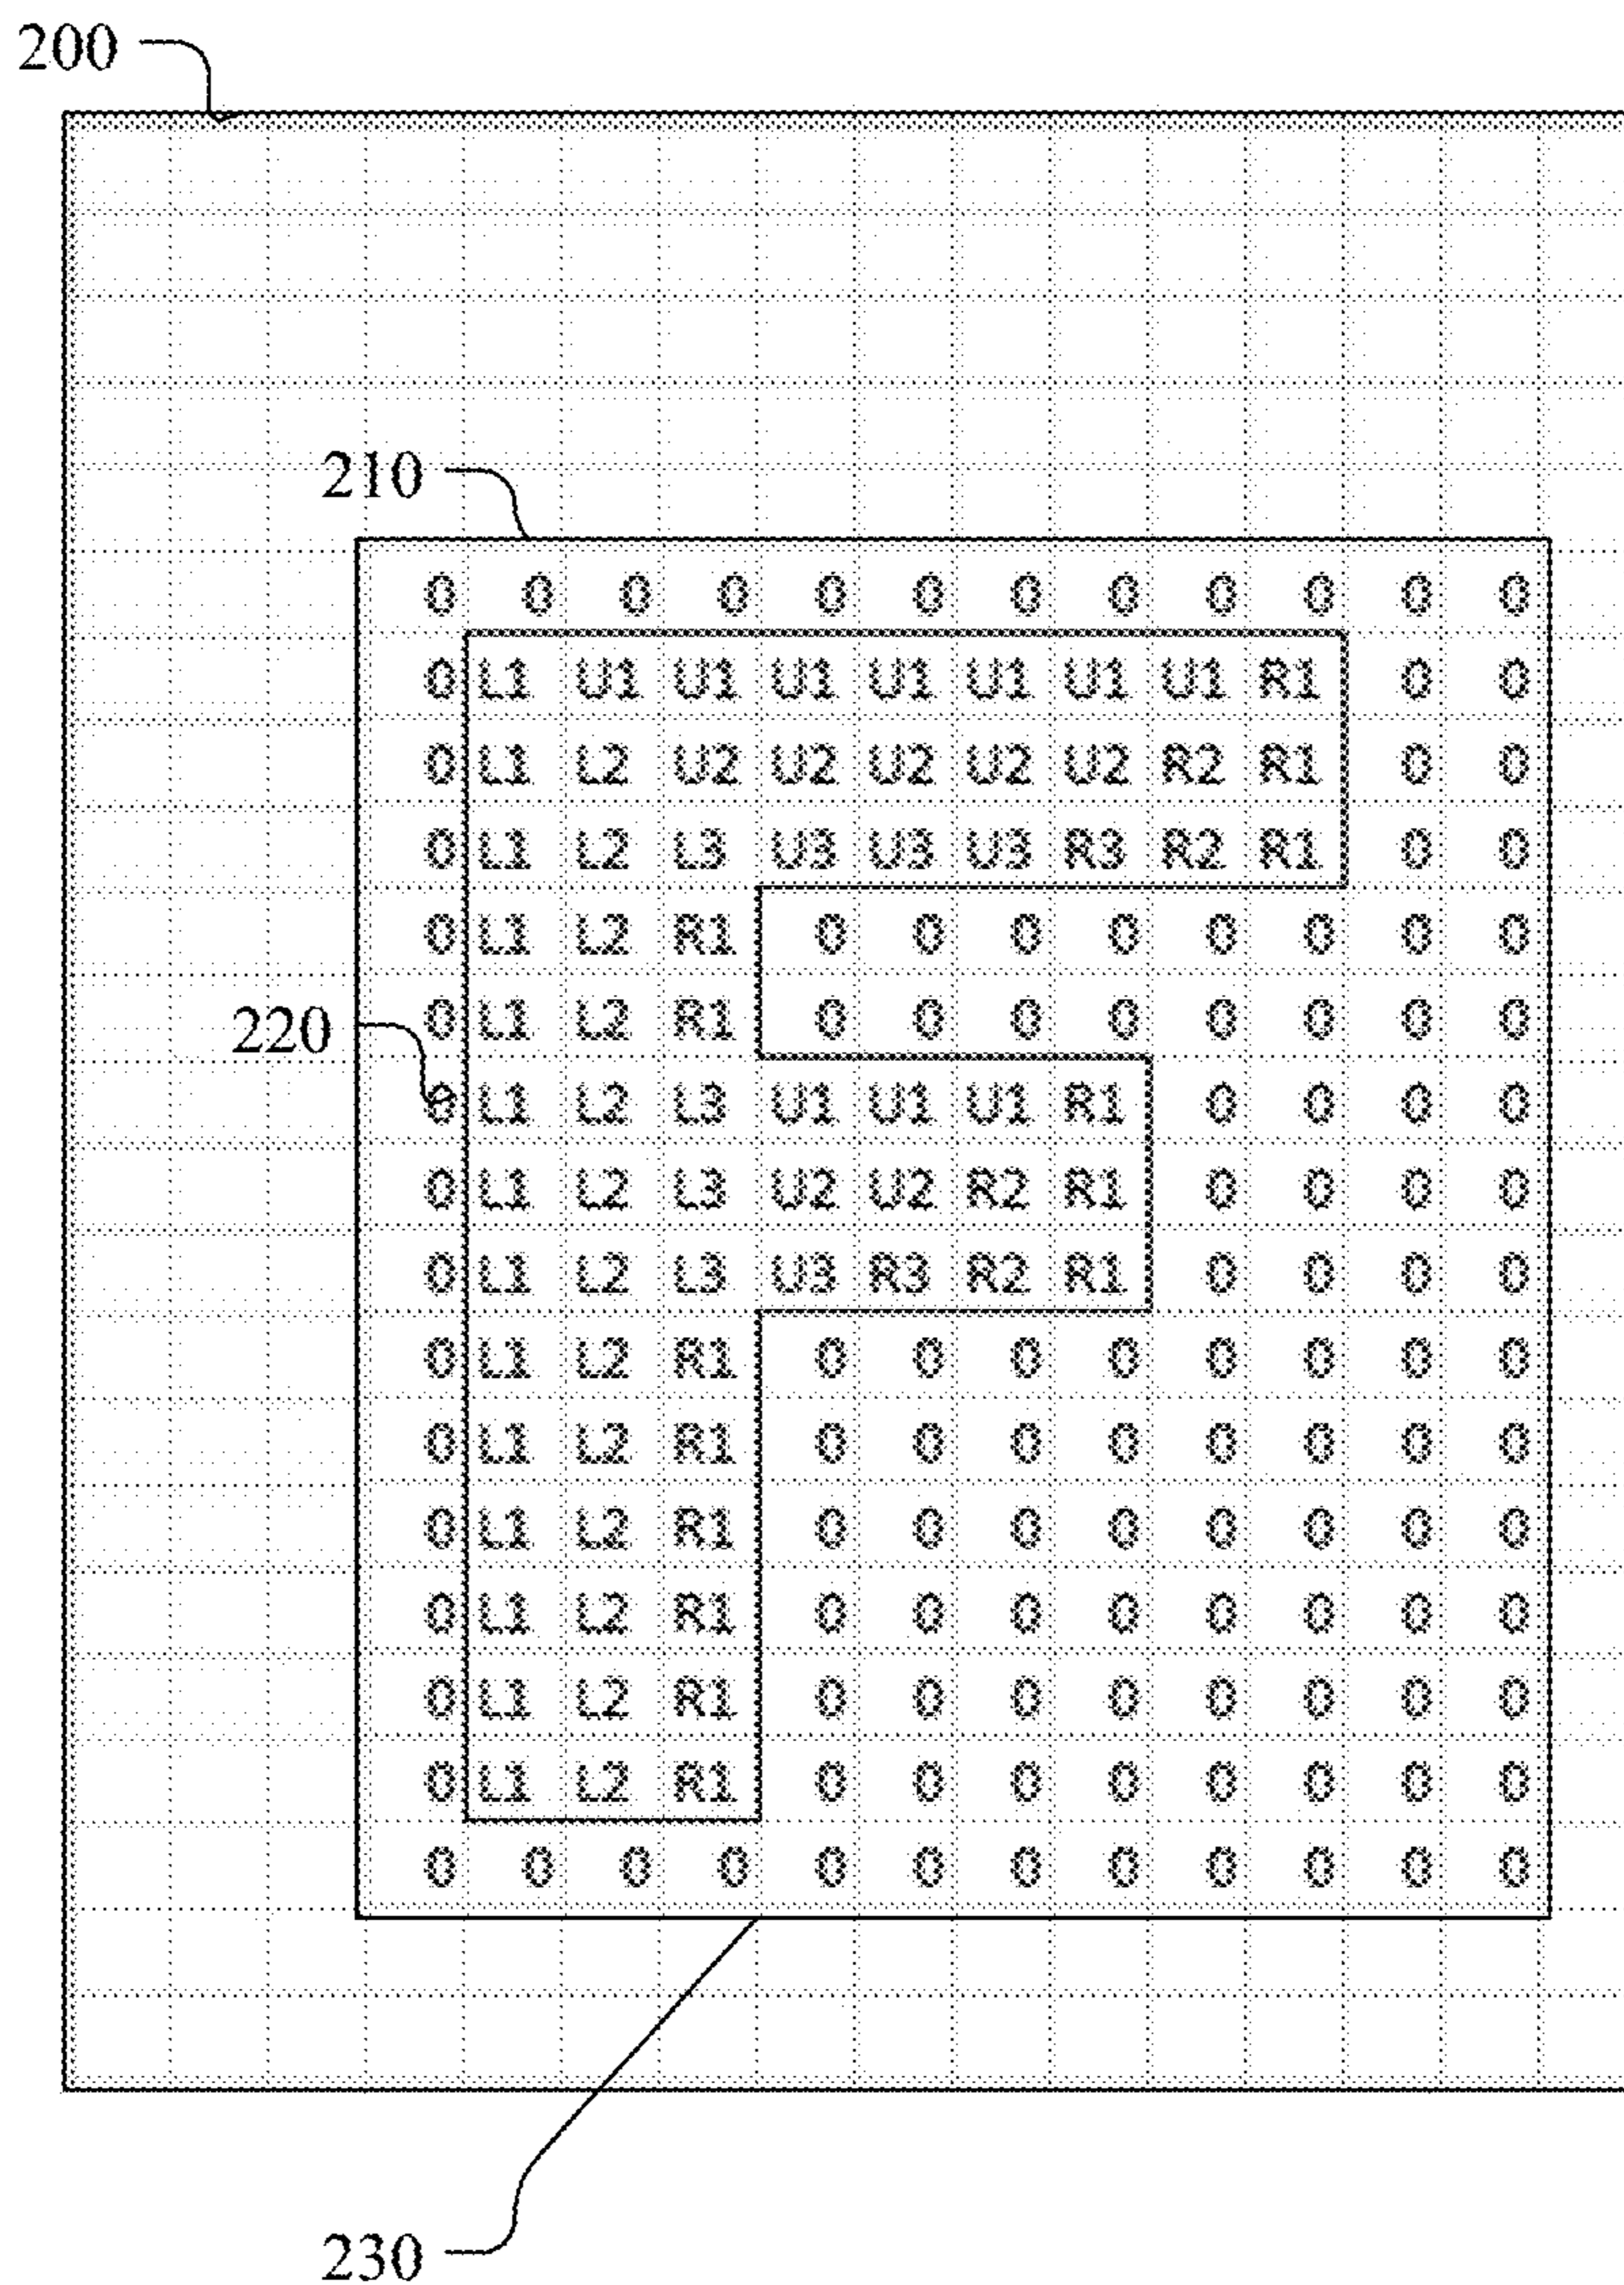 200
210
0 0 0 0 0 0 0 0 0 0 0 0
0 L1 U1 U1 U1 U1 U1 U1 U1 R1 0 0
0 L1 L2 U2 U2 U2 U2 U2 R2 R1 0 0
0 L1 L2 L3 U3 U3 U3 R3 R2 R1 0 0
0 L1 L2 R1 0 0 0 0 0 0 0 0
0 L1 L2 R1 0 0 0 0 0 0 0 0
220
0 L1 L2 L3 U1 U1 U1 R1 0 0 0 0
0 L1 L2 L3 U2 U2 R2 R1 0 0 0 0
0 L1 L2 L3 U3 R3 R2 R1 0 0 0 0
0 L1 L2 R1 0 0 0 0 0 0 0 0
0 L1 L2 R1 0 0 0 0 0 0 0 0
0 L1 L2 R1 0 0 0 0 0 0 0 0
0 L1 L2 R1 0 0 0 0 0 0 0 0
0 L1 L2 R1 0 0 0 0 0 0 0 0
0 L1 L2 R1 0 0 0 0 0 0 0 0
0 0 0 0 0 0 0 0 0 0 0 0
230